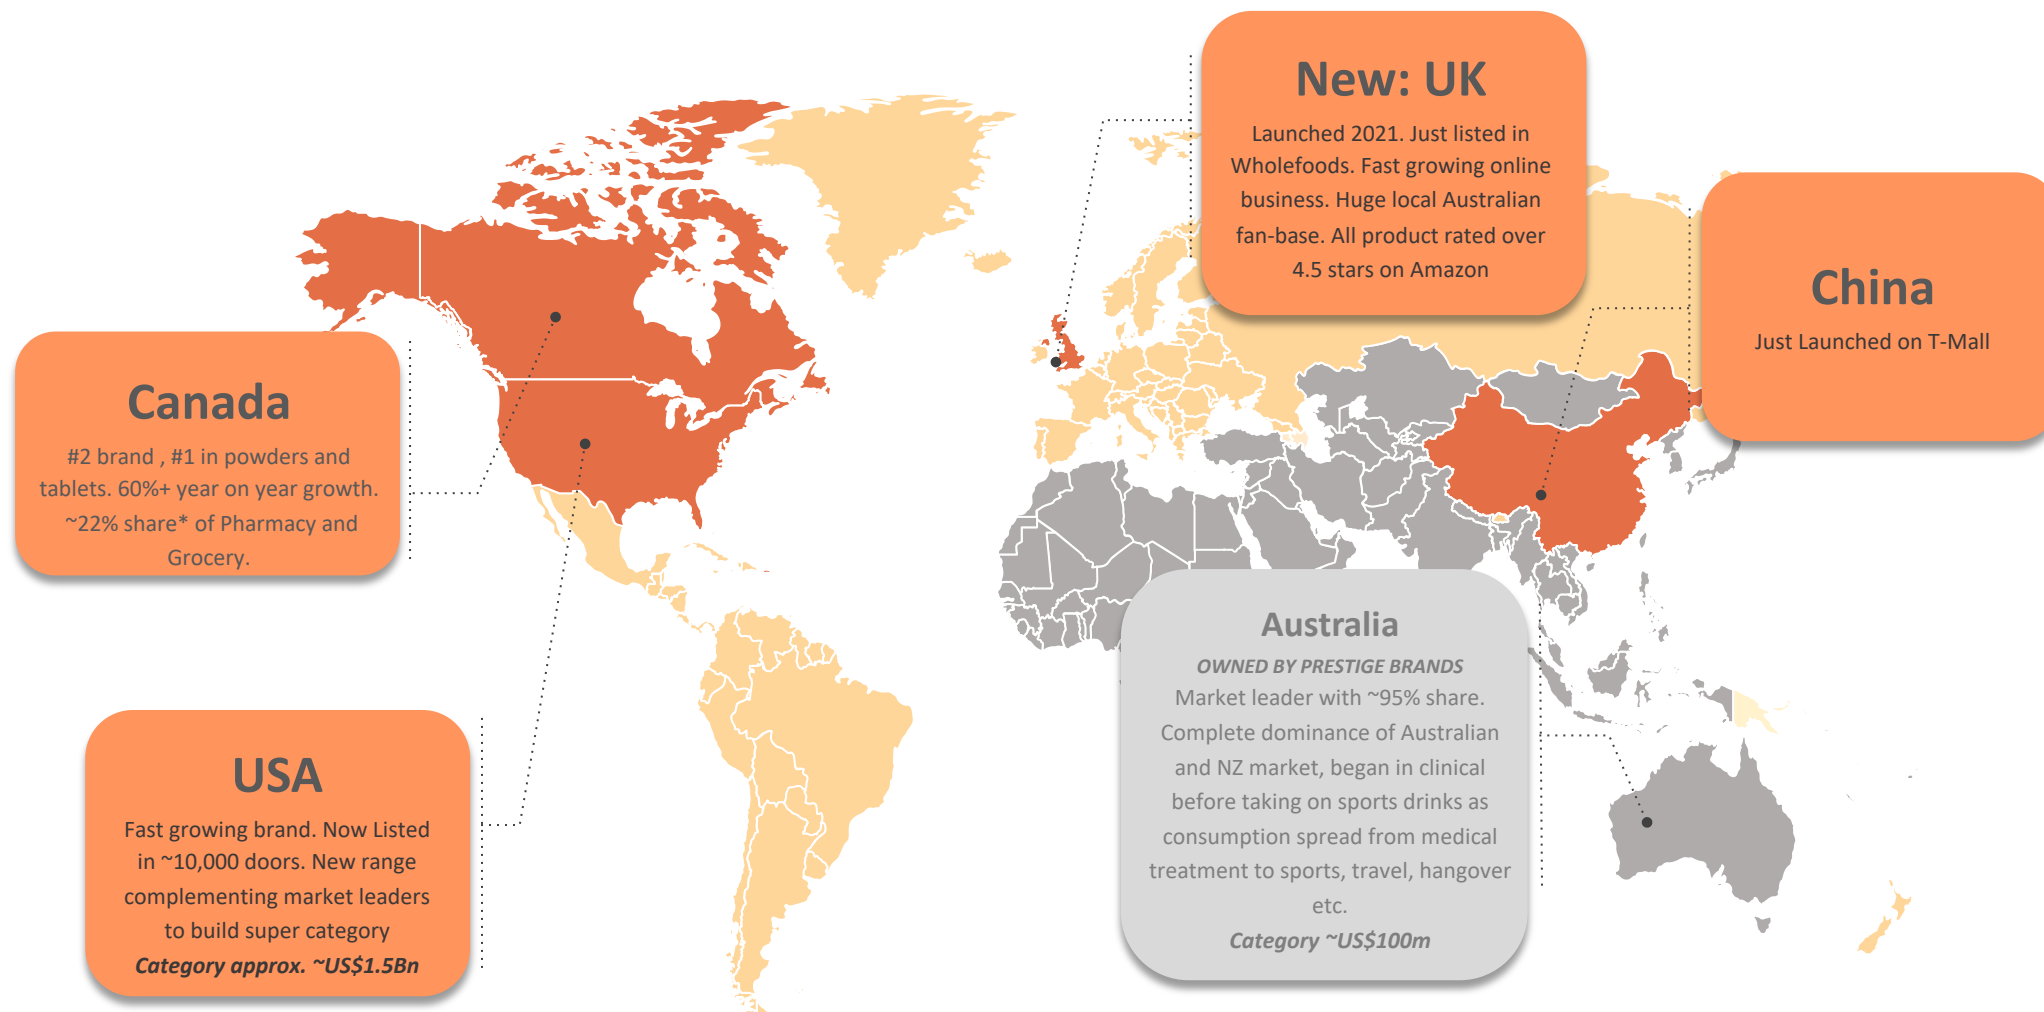 New: UK
Launched 2021. Just listed in
Wholefoods. Fast growing online
business. Huge local Australian
fan-base. All product rated over
4.5 stars on Amazon
China
Just Launched on T-Mall
Canada
#2 brand , #1 in powders and
tablets. 60%+ year on year growth.
~22% share* of Pharmacy and
Grocery.
Australia
OWNED BY PRESTIGE BRANDS
Market leader with ~95% share.
Complete dominance of Australian
and NZ market, began in clinical
before taking on sports drinks as
consumption spread from medical
treatment to sports, travel, hangover
etc.
Category ~US$100m
USA
Fast growing brand. Now Listed
in ~10,000 doors. New range
complementing market leaders
to build super category
Category approx. ~US$1.5Bn